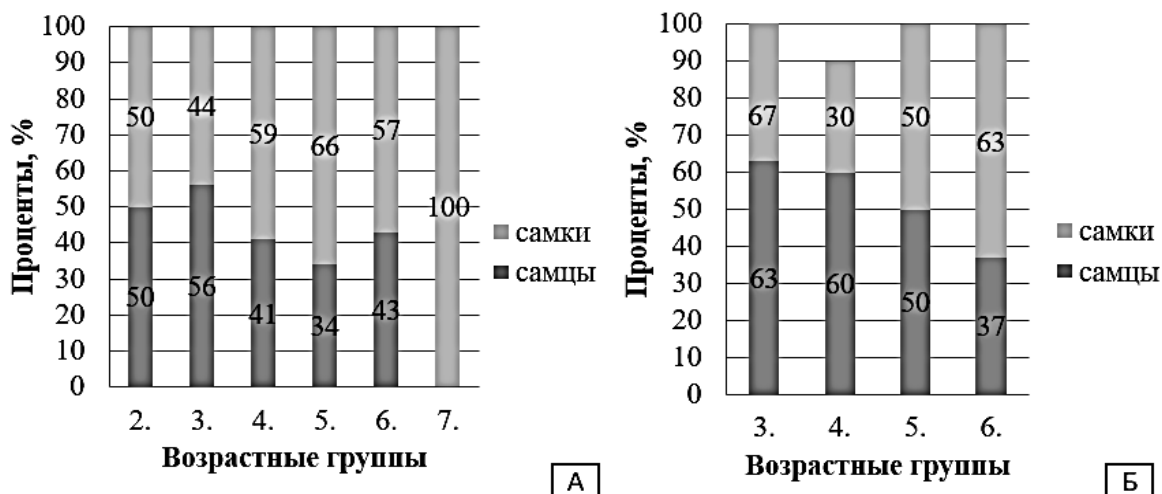 Проценты, %
100
90
80
70
60
50
40
30
20
10
0
50 44 59 66 57 100
50 56 41 34 43
2. 3. 4. 5. 6. 7.
Возрастные группы
самки
самцы
А
Проценты, %
100
90
80
70
60
50
40
30
20
10
0
67 30 50 63
63 60 50 37
3. 4. 5. 6.
Возрастные группы
самки
самцы
Б